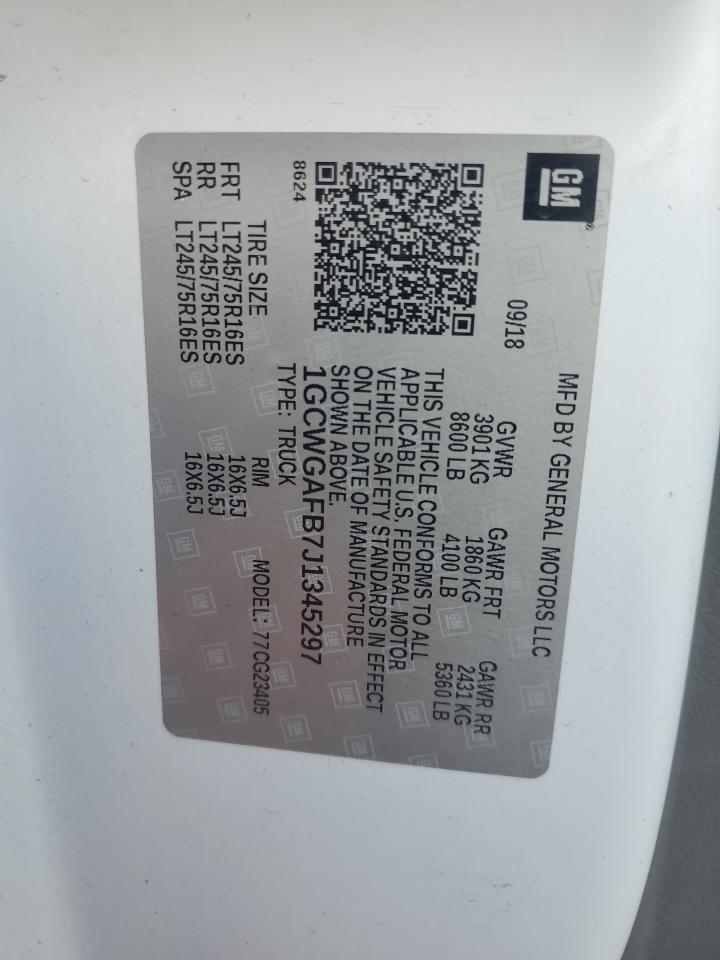 GM
MFD BY GENERAL MOTORS LLC
09/18
GVWR GAWR FRT GAWR RR
3901 KG 1860 KG 2431 KG
8600 LB 4100 LB 5360 LB
THIS VEHICLE CONFORMS TO ALL
APPLICABLE U.S. FEDERAL MOTOR
VEHICLE SAFETY STANDARDS IN EFFECT
ON THE DATE OF MANUFACTURE
SHOWN ABOVE.
1GCWGAFB7J1345297
8624
TYPE: TRUCK
MODEL: 77CG23405
TIRE SIZE RIM
FRT LT245/75R16ES 16X6.5J
RR LT245/75R16ES 16X6.5J
SPA LT245/75R16ES 16X6.5J